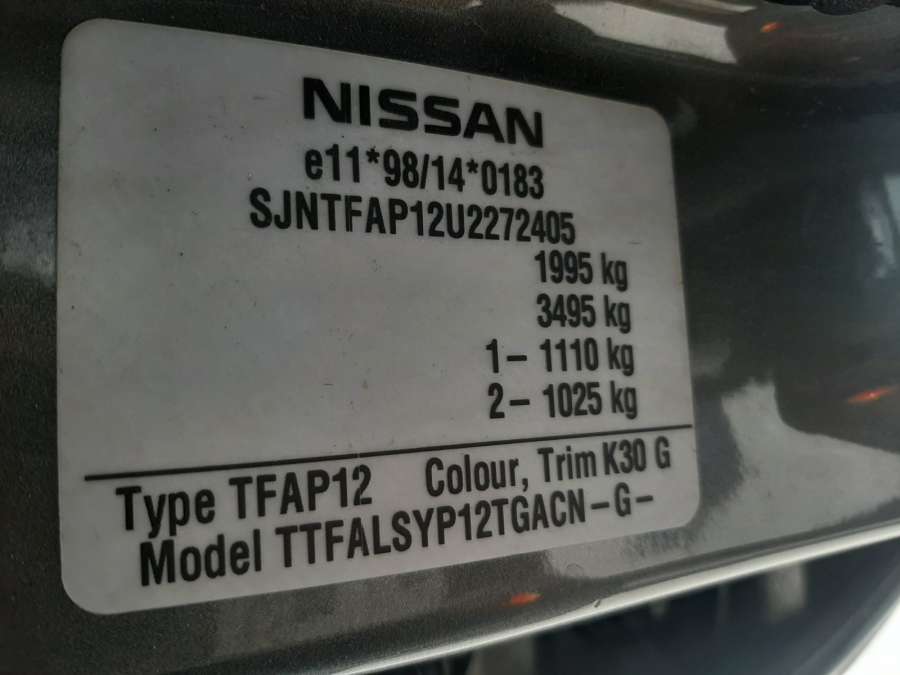 NISSAN
e11*98/14*0183
SJNTFAP12U2272405
1995 kg
3495 kg
1– 1110 kg
2– 1025 kg
Type TFAP12 Colour, Trim K30 G
Model TTFALSYP12TGACN–G–